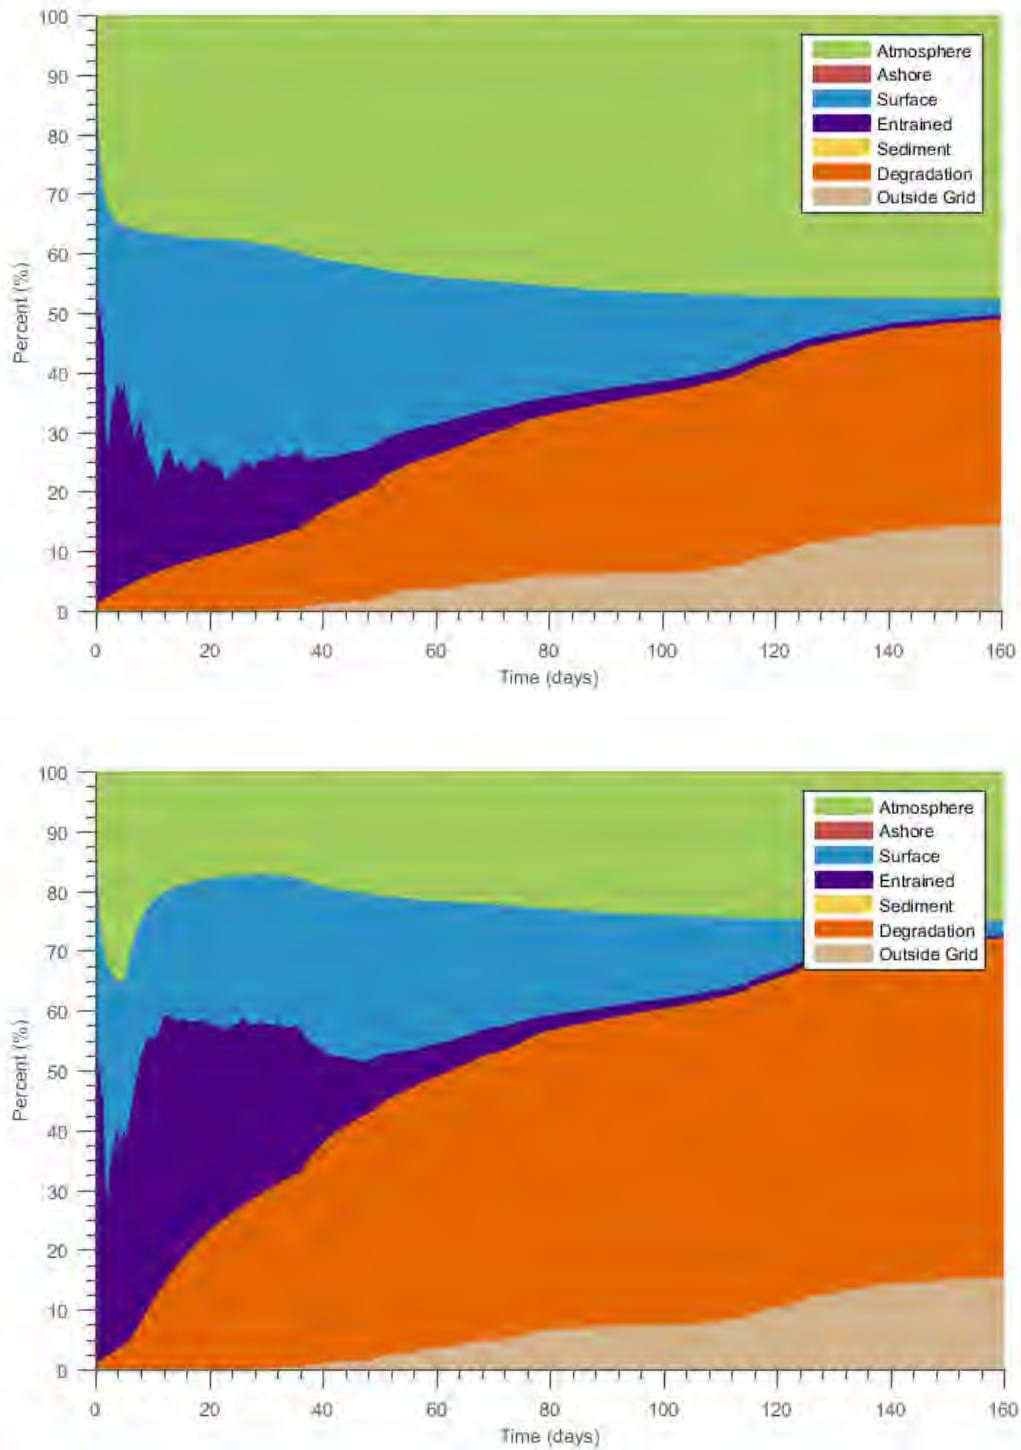 100
90
80
70
60
50
40
30
20
10
0
Percent (%)
Atmosphere
Ashore
Surface
Entrained
Sediment
Degradation
Outside Grid
0 20 40 60 80 100 120 140 160
Time (days)
100
90
80
70
60
50
40
30
20
10
0
Percent (%)
Atmosphere
Ashore
Surface
Entrained
Sediment
Degradation
Outside Grid
0 20 40 60 80 100 120 140 160
Time (days)